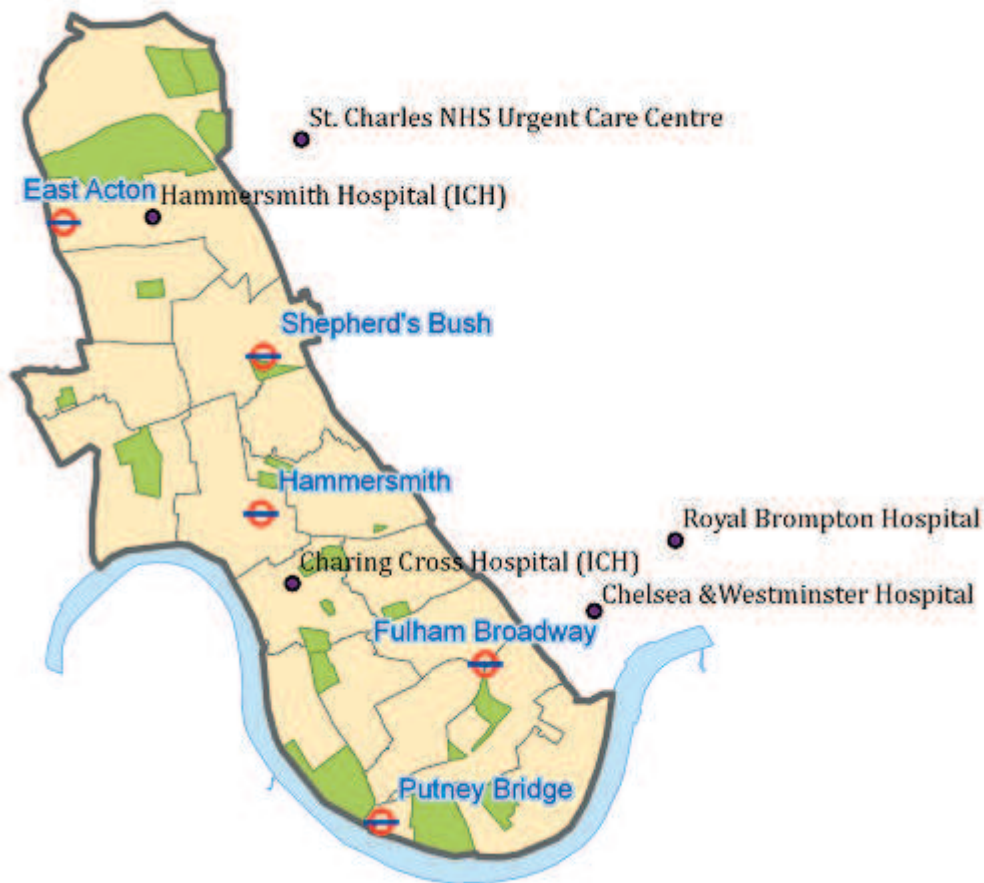 St. Charles NHS Urgent Care Centre
East Acton
Hammersmith Hospital (ICH)
Shepherd's Bush
Hammersmith
Royal Brompton Hospital
Charing Cross Hospital (ICH)
Chelsea &Westminster Hospital
Fulham Broadway
Putney Bridge